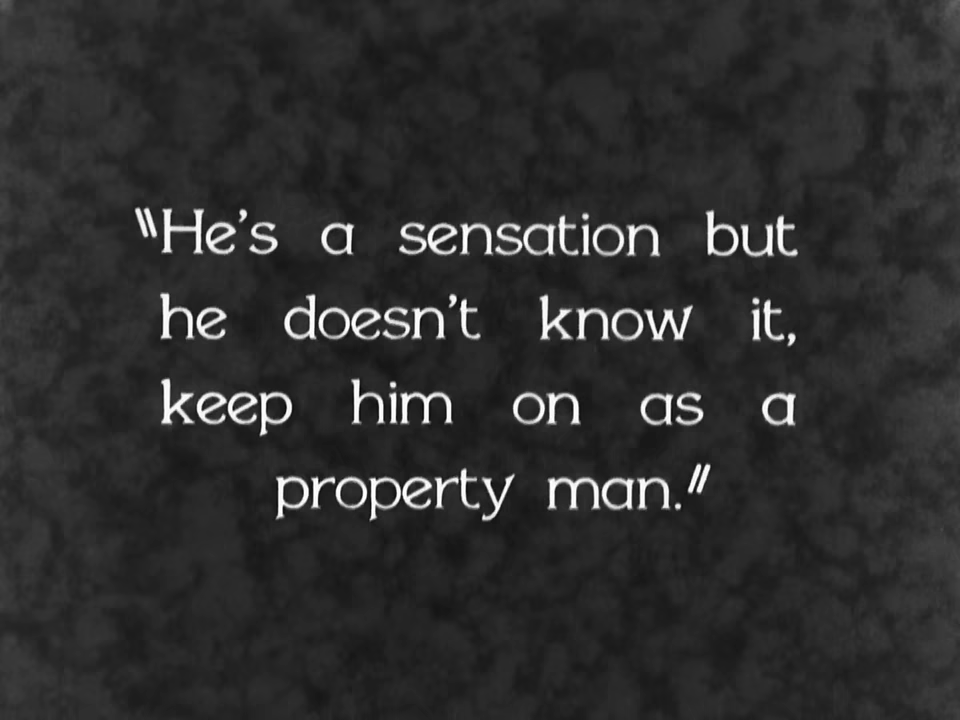 "He's a sensation but
he doesn't know it,
keep him on as a
property man."